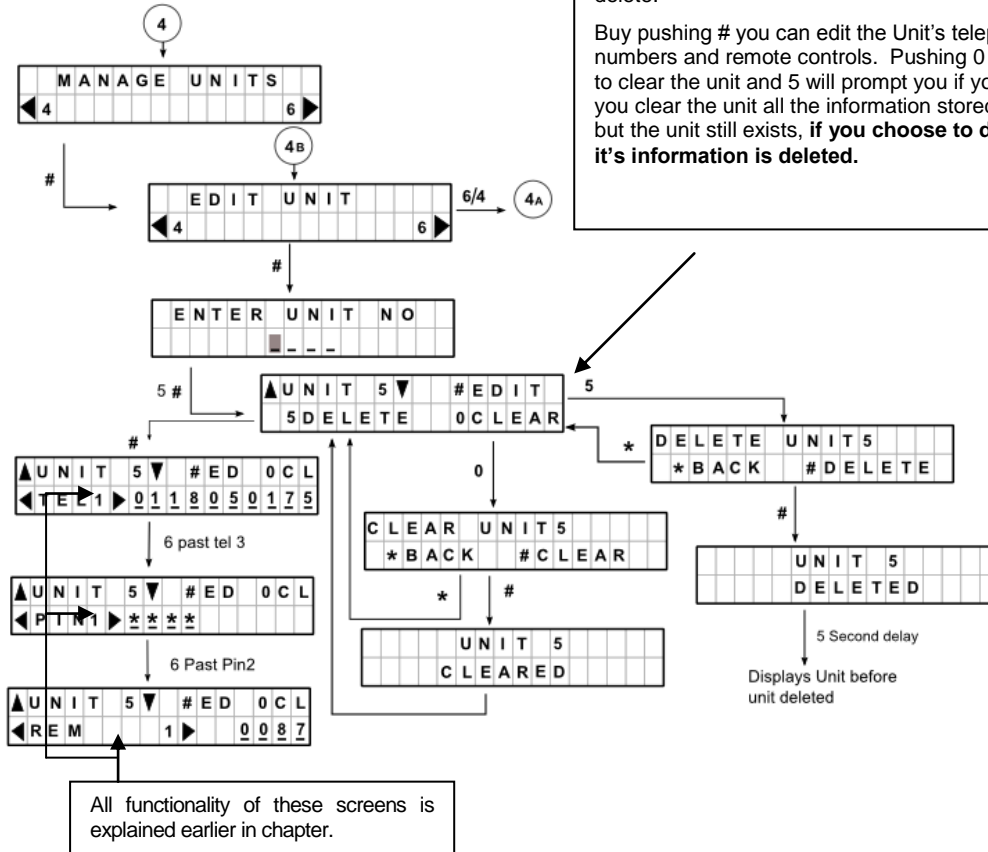 delete.
Buy pushing # you can edit the Unit's
numbers and remote controls. Pushing 0
to clear the unit and 5 will prompt you if
you clear the unit all the information
but the unit still exists, if you choose to
it's information is deleted.
4
MANAGE UNITS
4 6
#
4B
EDIT UNIT
4 6
6/4
4A
#
ENTER UNIT NO
_ _ _ _
5 #
▲UNIT 5▼ #EDIT
5DELETE 0CLEAR
5
#
▲UNIT 5▼ #ED 0CL
◀TEL1▶0118050175
6 past tel 3
▲UNIT 5▼ #ED 0CL
◀PIN1▶****
6 Past Pin2
▲UNIT 5▼ #ED 0CL
◀REM 1▶ 0087
0
CLEAR UNIT5
*BACK #CLEAR
*
#
UNIT 5
CLEARED
*
DELETE UNIT5
*BACK #DELETE
#
UNIT 5
DELETED
5 Second delay
Displays Unit before
unit deleted
All functionality of these screens is
explained earlier in chapter.